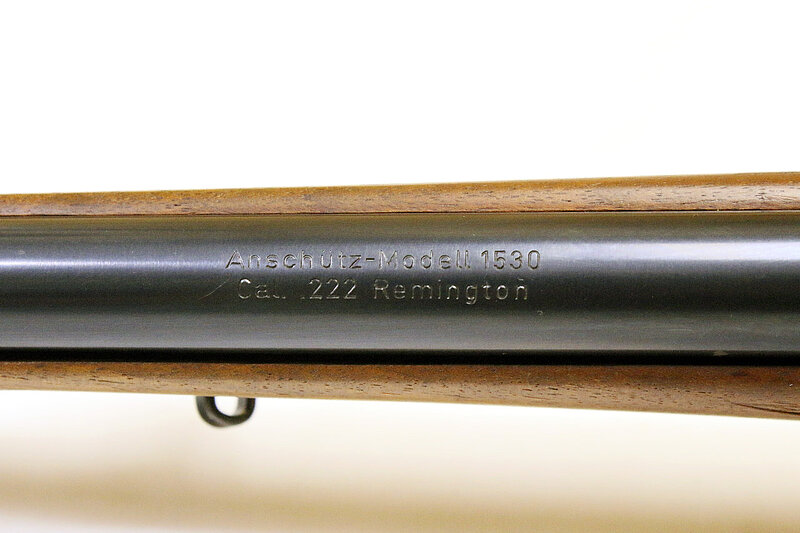 Anschütz-Modell 1530
Cal. .222 Remington